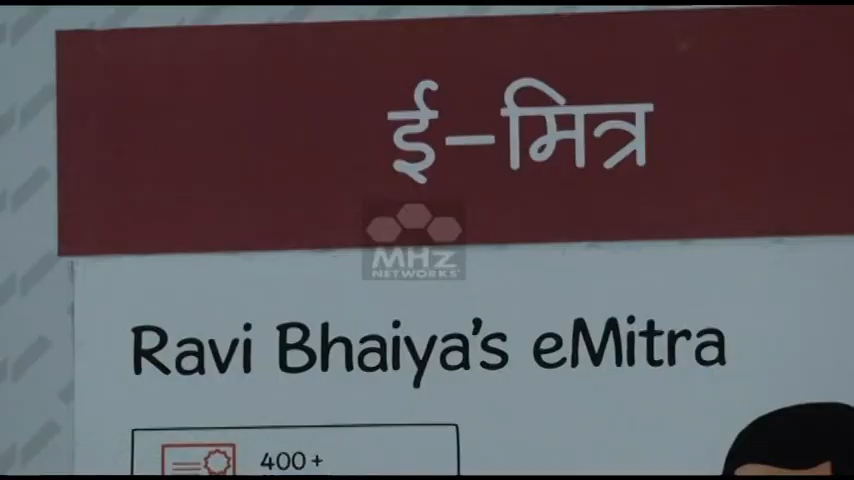 ई-मित्र
MHZ
NETWORKS
Ravi Bhaiya's eMitra
400+